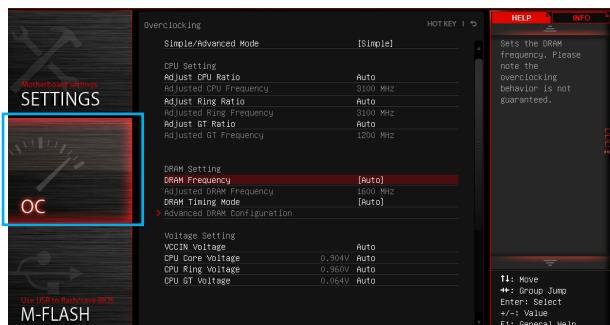 HELP
INFO
Overclocking
HOT KEY
Simple/Advanced Mode [Simple]
CPU Setting
Adjust CPU Ratio Auto
Adjusted CPU Frequency 3100 MHz
Adjust Ring Ratio Auto
Adjusted Ring Frequency 3100 MHz
Adjust GT Ratio Auto
Adjusted GT Frequency 1200 MHz
DRAM Setting
DRAM Frequency [Auto]
Adjusted DRAM Frequency 1600 MHz
DRAM Timing Mode [Auto]
> Advanced DRAM Configuration
Voltage Setting
VCCIN Voltage Auto
CPU Core Voltage 0.904V Auto
CPU Ring Voltage 0.960V Auto
CPU GT Voltage 0.064V Auto
Motherboard settings
SETTINGS
OC
Use USB to flash/save BIOS
M-FLASH
Sets the DRAM
frequency. Please
note the
overclocking
behavior is not
guaranteed.
↑↓: Move
→←: Group Jump
Enter: Select
+/-: Value
F1: General Help